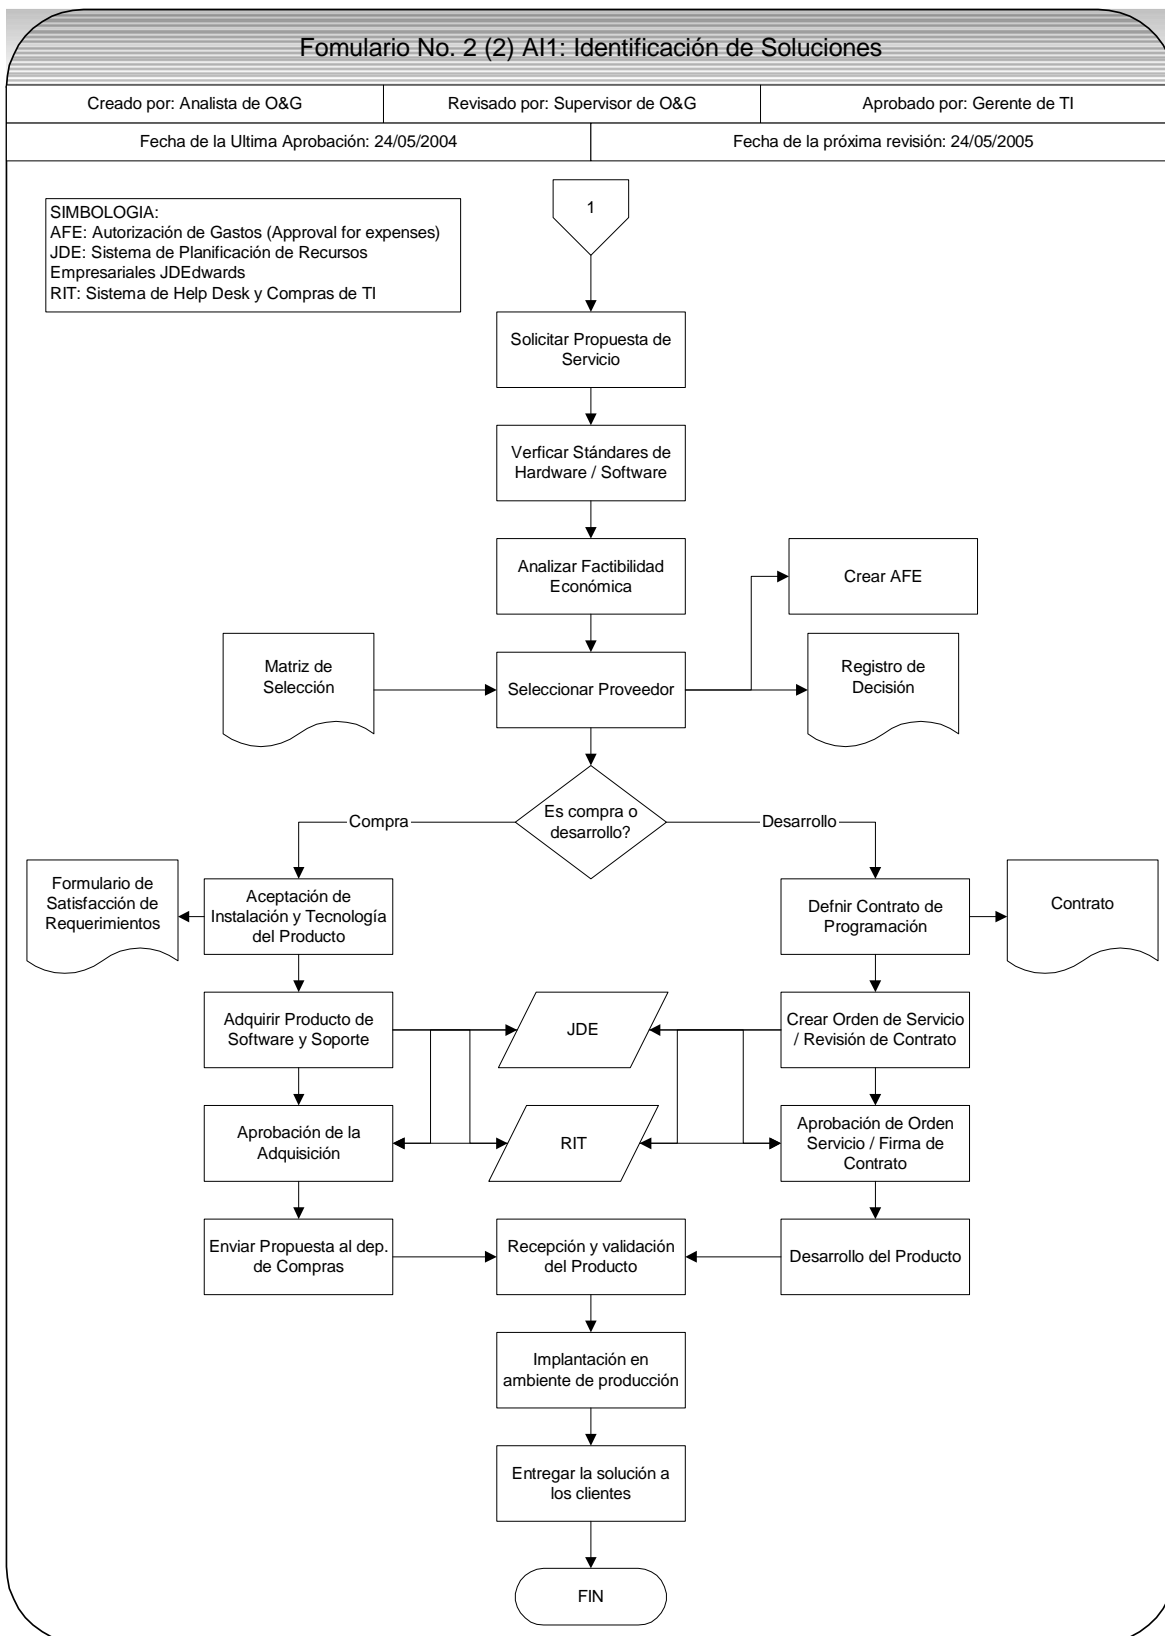 Fomulario No. 2 (2) AI1: Identificación de Soluciones
Creado por: Analista de O&G
Revisado por: Supervisor de O&G
Aprobado por: Gerente de TI
Fecha de la Ultima Aprobación: 24/05/2004
Fecha de la próxima revisión: 24/05/2005
1
SIMBOLOGIA:
AFE: Autorización de Gastos (Approval for expenses)
JDE: Sistema de Planificación de Recursos
Empresariales JDEdwards
RIT: Sistema de Help Desk y Compras de TI
Solicitar Propuesta de
Servicio
Verficar Stándares de
Hardware / Software
Analizar Factibilidad
Económica
Crear AFE
Matriz de
Selección
Seleccionar Proveedor
Registro de
Decisión
Es compra o
desarrollo?
Compra
Desarrollo
Formulario de
Satisfacción de
Requerimientos
Aceptación de
Instalación y Tecnología
del Producto
Defnir Contrato de
Programación
Contrato
Adquirir Producto de
Software y Soporte
JDE
Crear Orden de Servicio
/ Revisión de Contrato
Aprobación de la
Adquisición
RIT
Aprobación de Orden
Servicio / Firma de
Contrato
Enviar Propuesta al dep.
de Compras
Recepción y validación
del Producto
Desarrollo del Producto
Implantación en
ambiente de producción
Entregar la solución a
los clientes
FIN